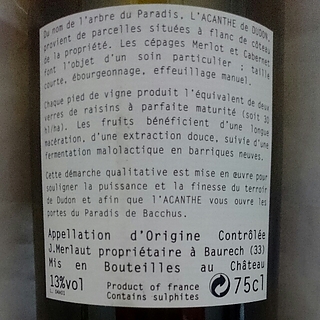 Du nom de l'arbre du Paradis, L'ACANTHE de DUDON,
provient de parcelles situées à flanc de côteau
de la propriété. Les cépages Merlot et Cabernet
font l'objet d'un soin particulier : taille
courte, ébourgeonnage, effeuillage manuel.
Chaque pied de vigne produit l'équivalent de deux
verres de raisins à parfaite maturité (soit 30
hl/ha). Les fruits bénéficient d'une longue
macération, d'une extraction douce, suivie d'une
fermentation malolactique en barriques neuves.
Cette démarche qualitative est mise en œuvre pour
souligner la puissance et la finesse du terroir
de Dudon et afin que l'ACANTHE vous ouvre les
portes du Paradis de Bacchus.
Appellation d'Origine Contrôlée
J.Merlaut propriétaire à Baurech (33)
Mis en Bouteilles au Château
13%vol Product of france 75cl
Contains sulphites